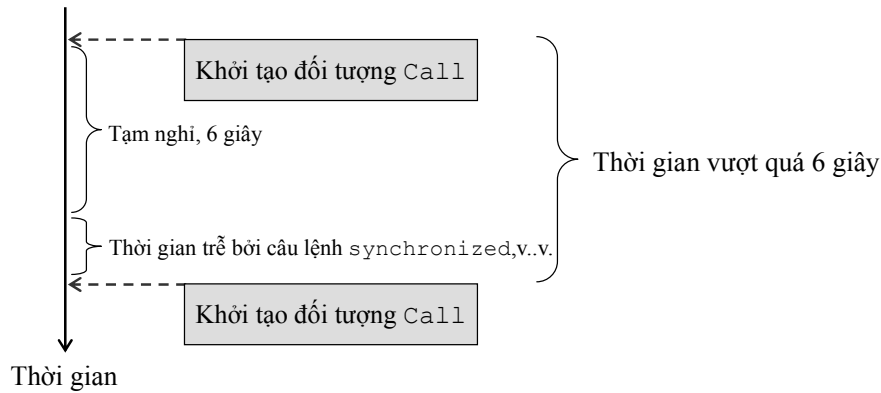 Khởi tạo đối tượng Call
Tạm nghỉ, 6 giây
Thời gian vượt quá 6 giây
Thời gian trễ bởi câu lệnh synchronized,v..v.
Khởi tạo đối tượng Call
Thời gian